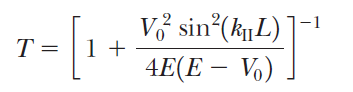 T = [1 + V₀² sin²(k_II L) / 4E(E − V₀)]⁻¹